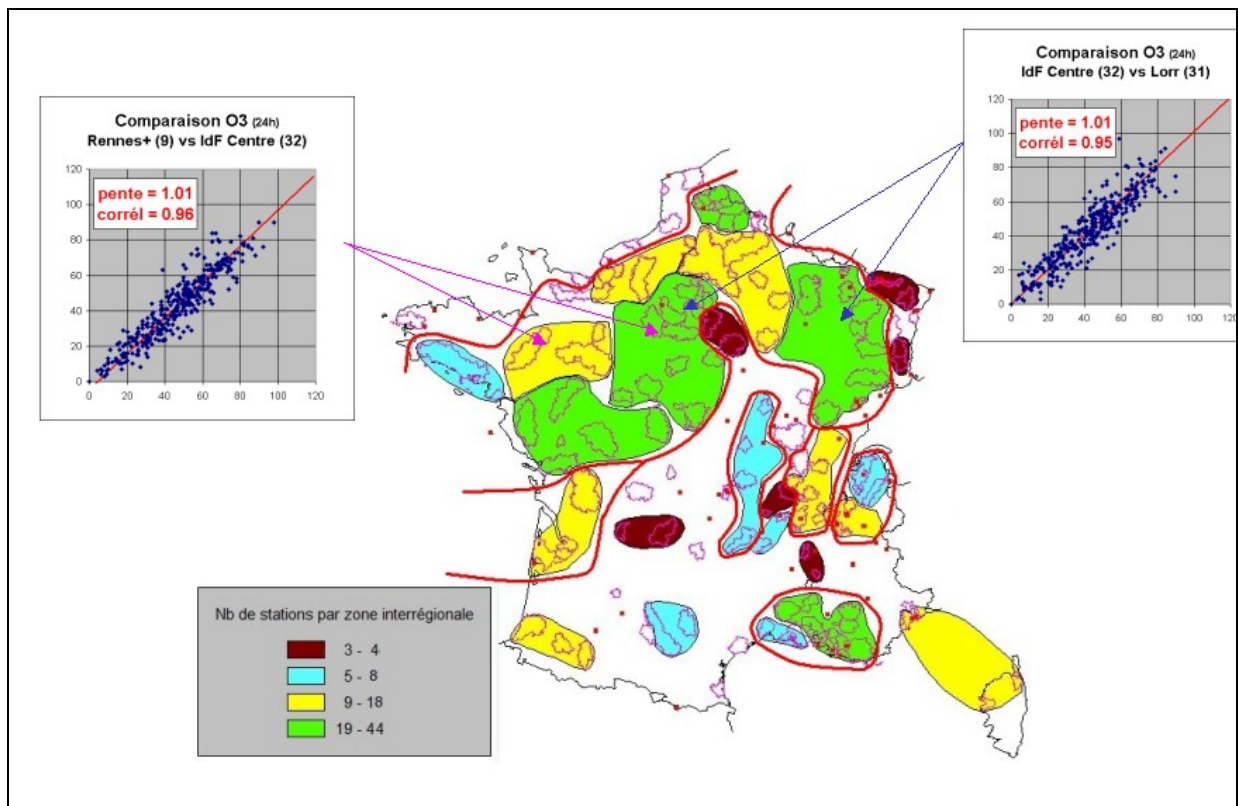 Comparaison O3 (24h)
Rennes+ (9) vs IdF Centre (32)
pente = 1.01
corrél = 0.96
120
100
80
60
40
20
0
0 20 40 60 80 100 120
Comparaison O3 (24h)
IdF Centre (32) vs Lorr (31)
pente = 1.01
corrél = 0.95
120
100
80
60
40
20
0
0 20 40 60 80 100 120
Nb de stations par zone interrégionale
3 - 4
5 - 8
9 - 18
19 - 44